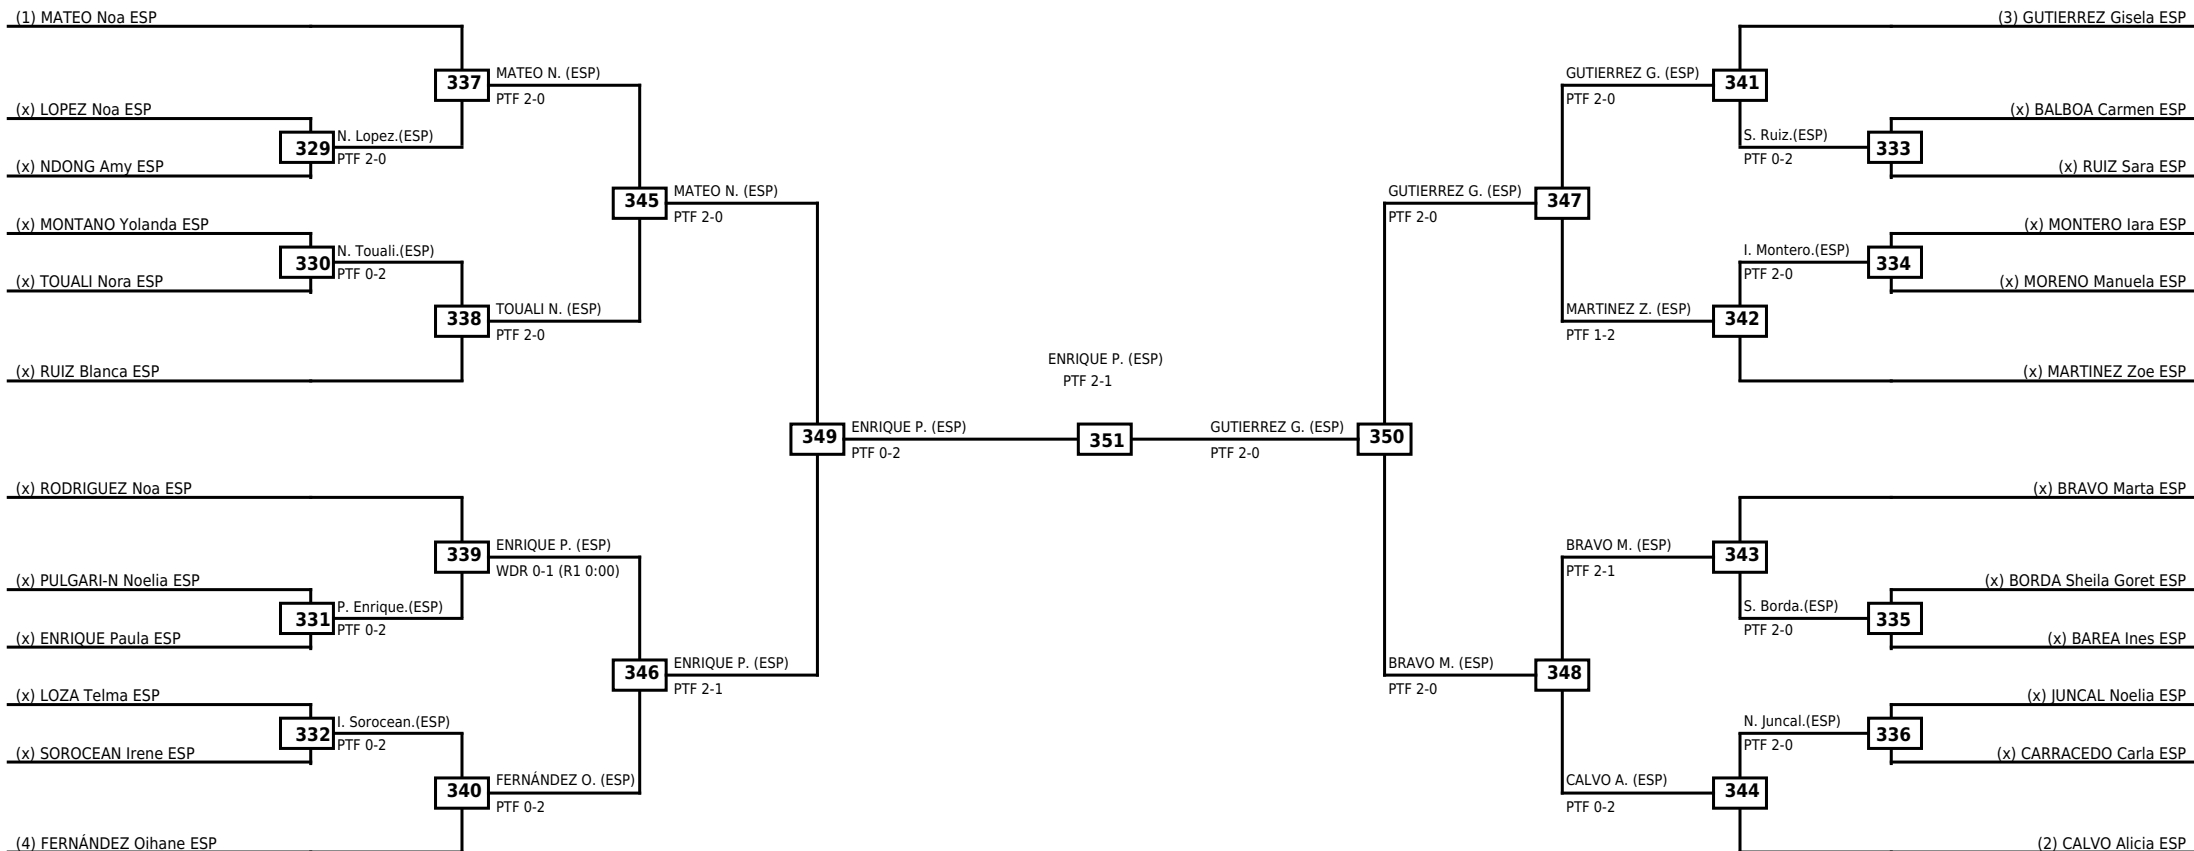 (1) MATEO Noa ESP
(3) GUTIERREZ Gisela ESP
337
MATEO N. (ESP)
PTF 2-0
GUTIERREZ G. (ESP)
PTF 2-0
341
(x) LOPEZ Noa ESP
(x) BALBOA Carmen ESP
329
N. Lopez.(ESP)
PTF 2-0
S. Ruiz.(ESP)
PTF 0-2
333
(x) NDONG Amy ESP
(x) RUIZ Sara ESP
345
MATEO N. (ESP)
PTF 2-0
GUTIERREZ G. (ESP)
PTF 2-0
347
(x) MONTANO Yolanda ESP
(x) MONTERO Iara ESP
330
N. Touali.(ESP)
PTF 0-2
I. Montero.(ESP)
PTF 2-0
334
(x) TOUALI Nora ESP
(x) MORENO Manuela ESP
338
TOUALI N. (ESP)
PTF 2-0
MARTINEZ Z. (ESP)
PTF 1-2
342
(x) RUIZ Blanca ESP
(x) MARTINEZ Zoe ESP
ENRIQUE P. (ESP)
PTF 2-1
349
ENRIQUE P. (ESP)
PTF 0-2
351
GUTIERREZ G. (ESP)
PTF 2-0
350
(x) RODRIGUEZ Noa ESP
(x) BRAVO Marta ESP
339
ENRIQUE P. (ESP)
WDR 0-1 (R1 0:00)
BRAVO M. (ESP)
PTF 2-1
343
(x) PULGARI-N Noelia ESP
(x) BORDA Sheila Goret ESP
331
P. Enrique.(ESP)
PTF 0-2
S. Borda.(ESP)
PTF 2-0
335
(x) ENRIQUE Paula ESP
(x) BAREA Ines ESP
346
ENRIQUE P. (ESP)
PTF 2-1
BRAVO M. (ESP)
PTF 2-0
348
(x) LOZA Telma ESP
(x) JUNCAL Noelia ESP
332
I. Sorocean.(ESP)
PTF 0-2
N. Juncal.(ESP)
PTF 2-0
336
(x) SOROCEAN Irene ESP
(x) CARRACEDO Carla ESP
340
FERNÁNDEZ O. (ESP)
PTF 0-2
CALVO A. (ESP)
PTF 0-2
344
(4) FERNÁNDEZ Oihane ESP
(2) CALVO Alicia ESP